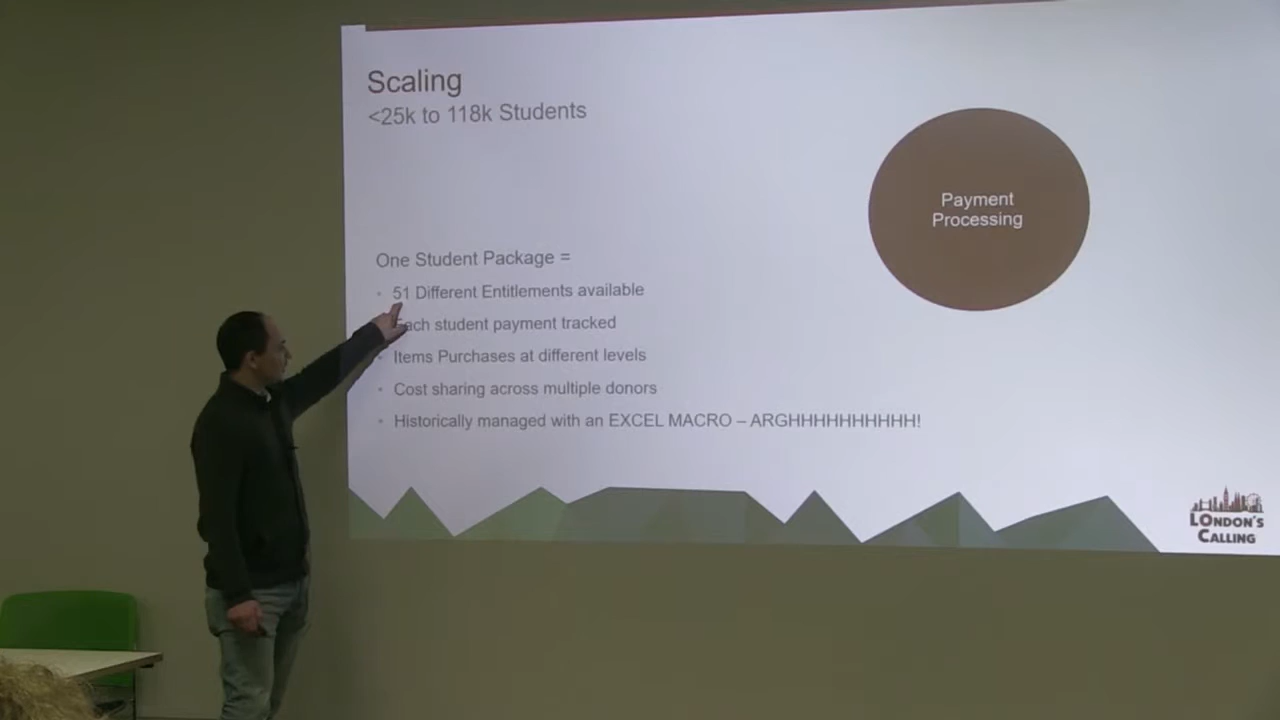 Scaling
<25k to 118k Students
Payment
Processing
One Student Package =
• 51 Different Entitlements available
• Each student payment tracked
• Items Purchases at different levels
• Cost sharing across multiple donors
• Historically managed with an EXCEL MACRO – ARGHHHHHHHHHH!
LONDON'S
CALLING